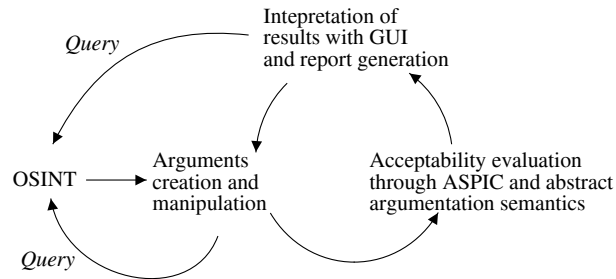 Intepretation of
results with GUI
and report generation
Query
OSINT
Arguments
creation and
manipulation
Acceptability evaluation
through ASPIC and abstract
argumentation semantics
Query